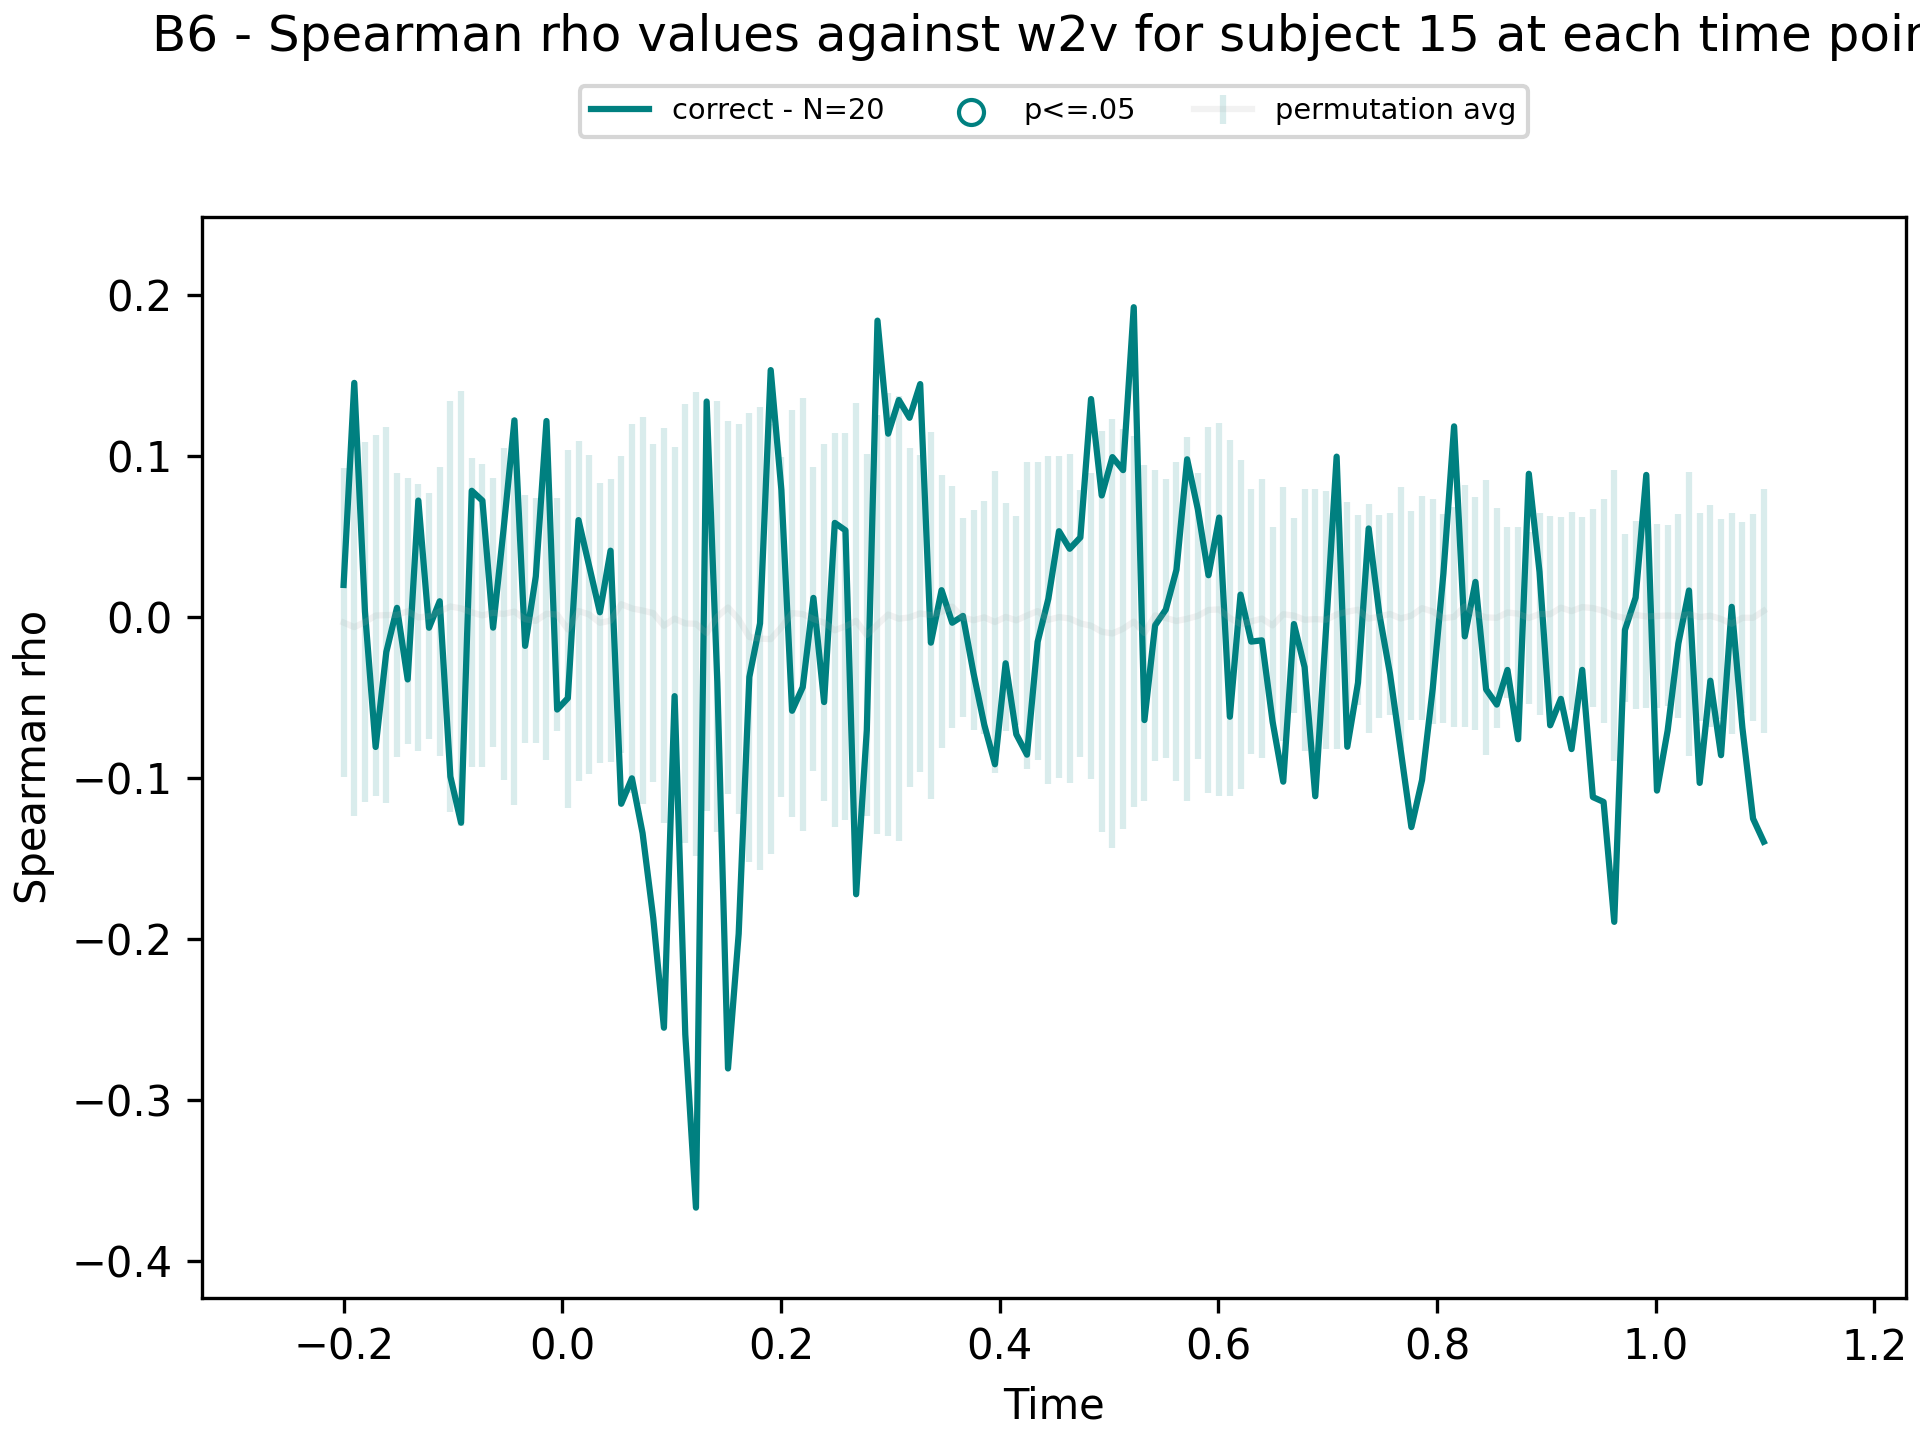 B6 - Spearman rho values against w2v for subject 15 at each time poin
correct - N=20 p<=.05 permutation avg
0.2
0.1
0.0
−0.1
−0.2
−0.3
−0.4
Spearman rho
−0.2 0.0 0.2 0.4 0.6 0.8 1.0 1.2
Time